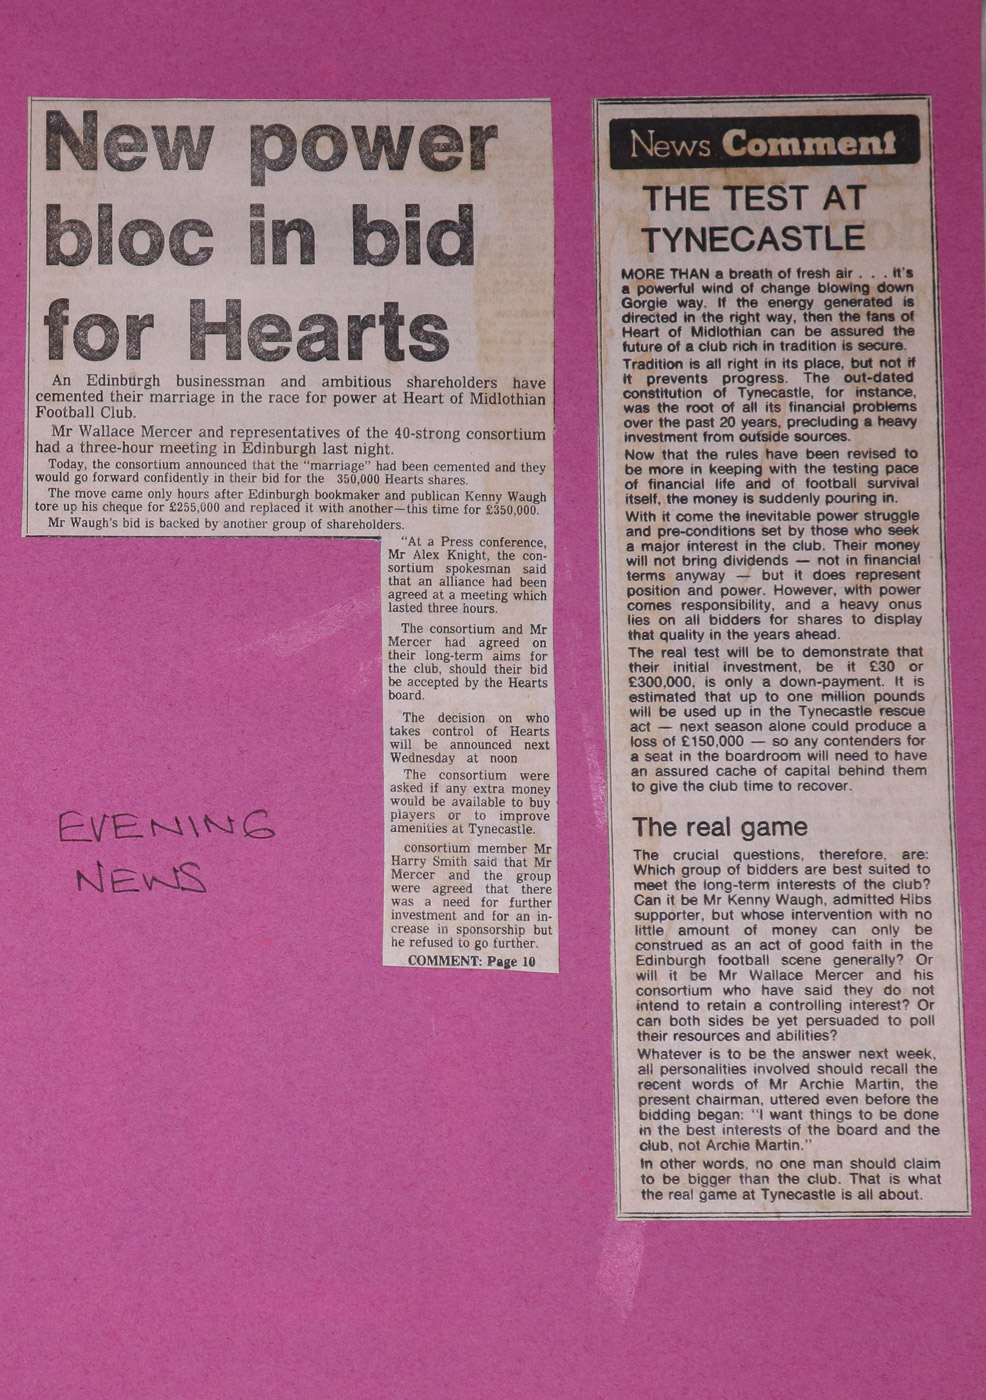 New power
bloc in bid
for Hearts
An Edinburgh businessman and ambitious shareholders have
cemented their marriage in the race for power at Heart of Midlothian
Football Club.
Mr Wallace Mercer and representatives of the 40-strong consortium
had a three-hour meeting in Edinburgh last night.
Today, the consortium announced that the "marriage" had been cemented and they
would go forward confidently in their bid for the 350,000 Hearts shares.
The move came only hours after Edinburgh bookmaker and publican Kenny Waugh
tore up his cheque for £255,000 and replaced it with another—this time for £350,000.
Mr Waugh's bid is backed by another group of shareholders.
"At a Press conference,
Mr Alex Knight, the con-
sortium spokesman said
that an alliance had been
agreed at a meeting which
lasted three hours.
The consortium and Mr
Mercer had agreed on
their long-term aims for
the club, should their bid
be accepted by the Hearts
board.
The decision on who
takes control of Hearts
will be announced next
Wednesday at noon
The consortium were
asked if any extra money
would be available to buy
players or to improve
amenities at Tynecastle.
consortium member Mr
Harry Smith said that Mr
Mercer and the group
were agreed that there
was a need for further
investment and for an in-
crease in sponsorship but
he refused to go further.
COMMENT: Page 10
EVENING
NEWS
News Comment
THE TEST AT
TYNECASTLE
MORE THAN a breath of fresh air . . . it's
a powerful wind of change blowing down
Gorgie way. If the energy generated is
directed in the right way, then the fans of
Heart of Midlothian can be assured the
future of a club rich in tradition is secure.
Tradition is all right in its place, but not if
it prevents progress. The out-dated
constitution of Tynecastle, for instance,
was the root of all its financial problems
over the past 20 years, precluding a heavy
investment from outside sources.
Now that the rules have been revised to
be more in keeping with the testing pace
of financial life and of football survival
itself, the money is suddenly pouring in.
With it come the inevitable power struggle
and pre-conditions set by those who seek
a major interest in the club. Their money
will not bring dividends — not in financial
terms anyway — but it does represent
position and power. However, with power
comes responsibility, and a heavy onus
lies on all bidders for shares to display
that quality in the years ahead.
The real test will be to demonstrate that
their initial investment, be it £30 or
£300,000, is only a down-payment. It is
estimated that up to one million pounds
will be used up in the Tynecastle rescue
act — next season alone could produce a
loss of £150,000 — so any contenders for
a seat in the boardroom will need to have
an assured cache of capital behind them
to give the club time to recover.
The real game
The crucial questions, therefore, are:
Which group of bidders are best suited to
meet the long-term interests of the club?
Can it be Mr Kenny Waugh, admitted Hibs
supporter, but whose intervention with no
little amount of money can only be
construed as an act of good faith in the
Edinburgh football scene generally? Or
will it be Mr Wallace Mercer and his
consortium who have said they do not
intend to retain a controlling interest? Or
can both sides be yet persuaded to poll
their resources and abilities?
Whatever is to be the answer next week,
all personalities involved should recall the
recent words of Mr Archie Martin, the
present chairman, uttered even before the
bidding began: "I want things to be done
in the best interests of the board and the
club, not Archie Martin."
In other words, no one man should claim
to be bigger than the club. That is what
the real game at Tynecastle is all about.